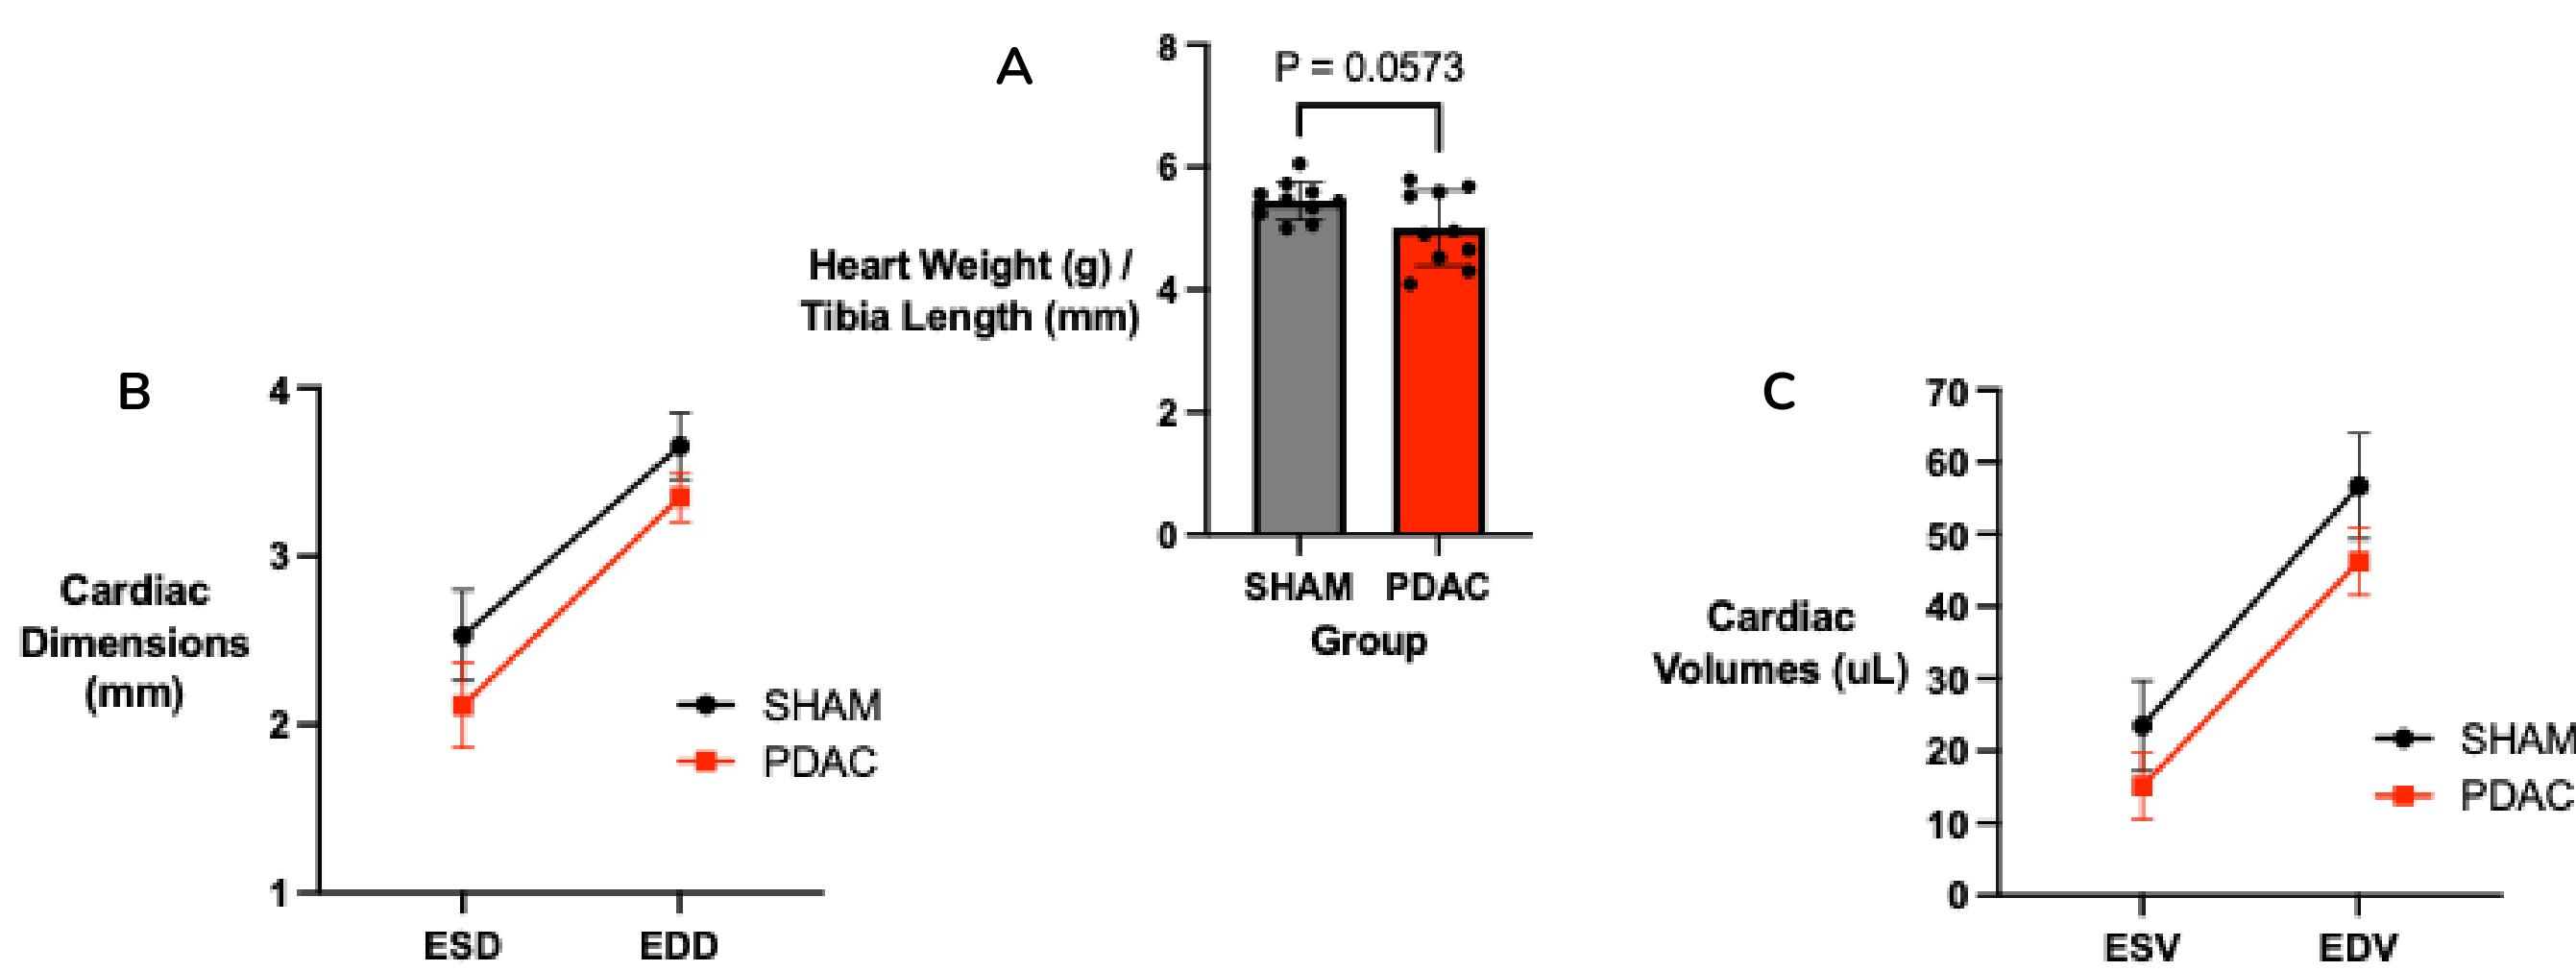 A
8
P = 0.0573
6
Heart Weight (g) /
Tibia Length (mm)
4
2
0
SHAM PDAC
Group
B
4
3
Cardiac
Dimensions
(mm)
2
1
SHAM
PDAC
ESD EDD
C
70
60
50
40
Cardiac
Volumes (uL)
30
20
10
0
SHAM
PDAC
ESV EDV